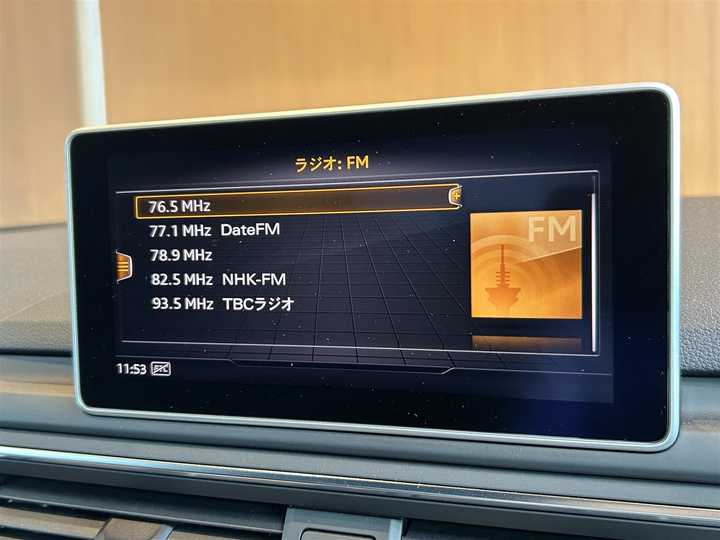 ラジオ: FM
76.5 MHz
77.1 MHz DateFM
78.9 MHz
82.5 MHz NHK-FM
93.5 MHz TBCラジオ
FM
11:53